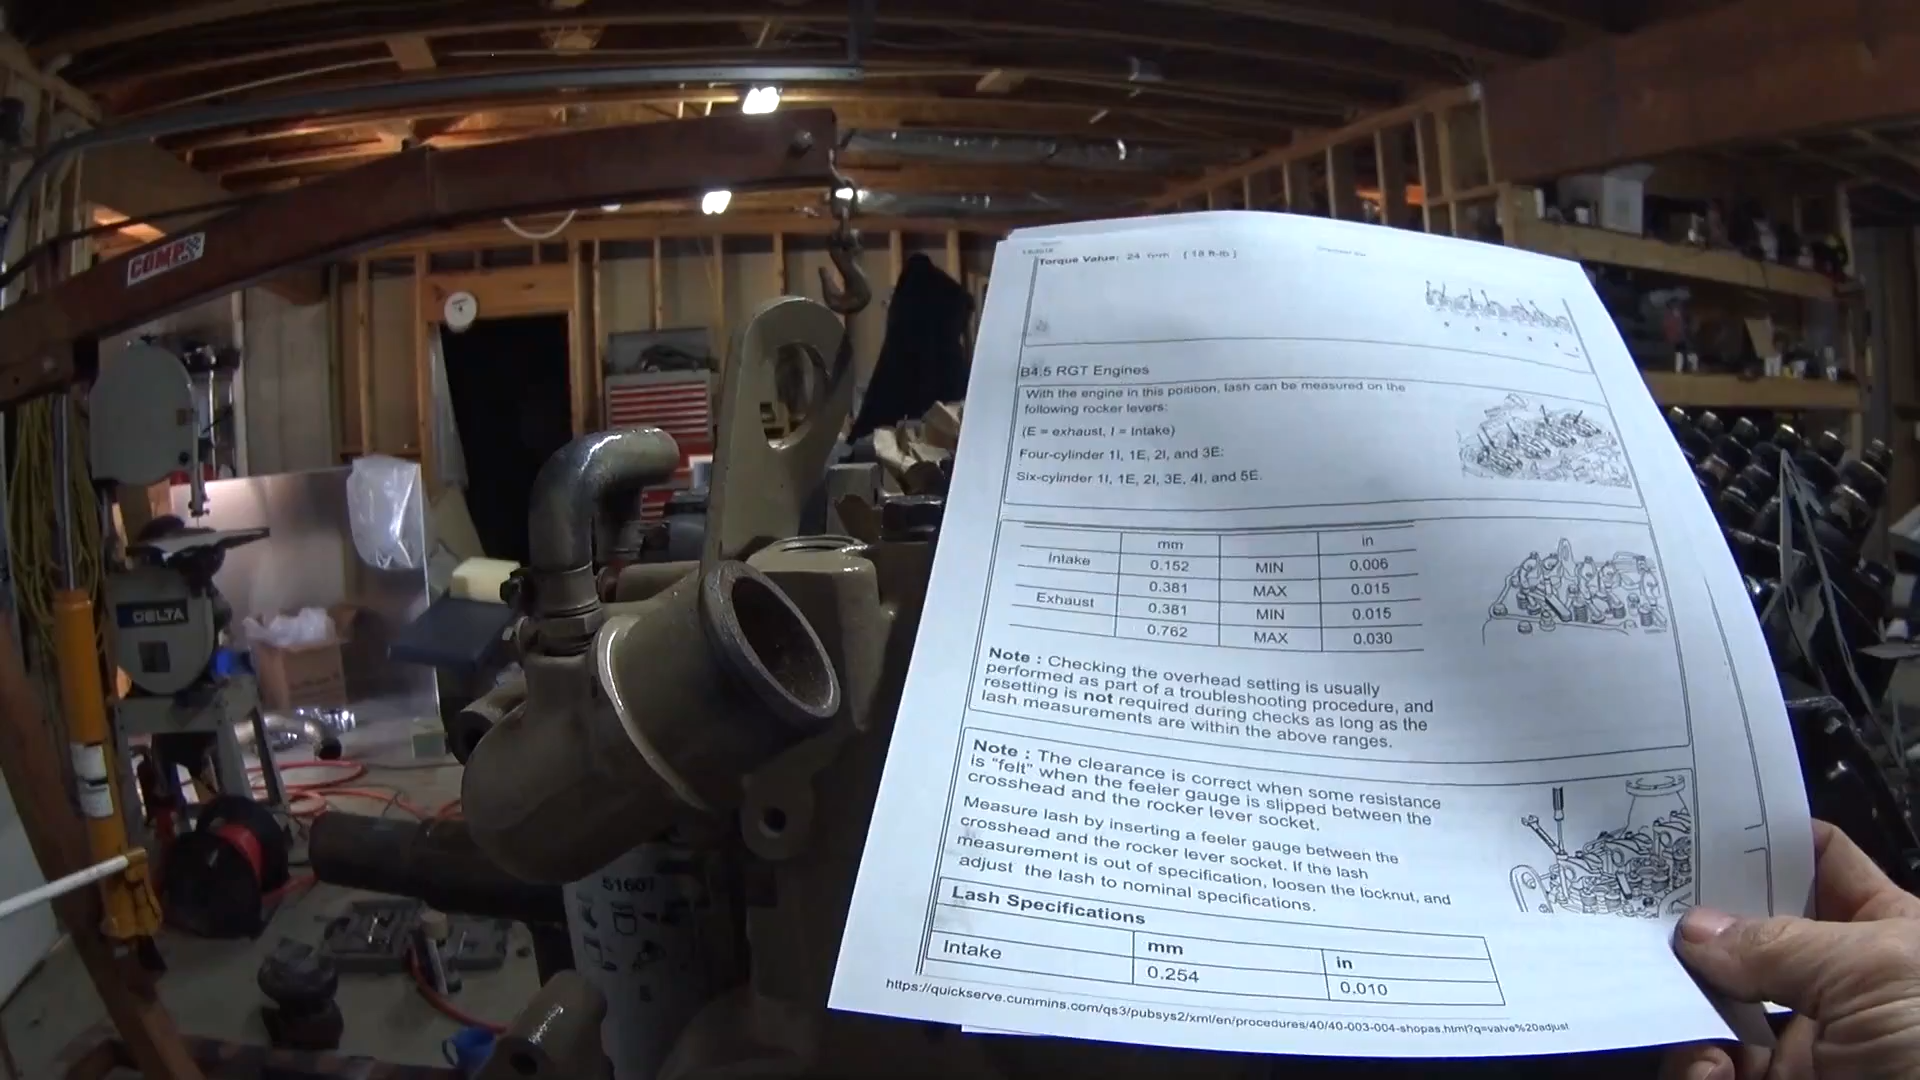 COMP
DELTA
51607
Torque Value: 24 n•m [ 18 ft-lb ]
B4.5 RGT Engines
With the engine in this position, lash can be measured on the
following rocker levers:
(E = exhaust, I = Intake)
Four-cylinder 1I, 1E, 2I, and 3E:
Six-cylinder 1I, 1E, 2I, 3E, 4I, and 5E.
mm in
Intake 0.152 MIN 0.006
0.381 MAX 0.015
Exhaust 0.381 MIN 0.015
0.762 MAX 0.030
Note : Checking the overhead setting is usually
performed as part of a troubleshooting procedure, and
resetting is not required during checks as long as the
lash measurements are within the above ranges.
Note : The clearance is correct when some resistance
is "felt" when the feeler gauge is slipped between the
crosshead and the rocker lever socket.
Measure lash by inserting a feeler gauge between the
crosshead and the rocker lever socket. If the lash
measurement is out of specification, loosen the locknut, and
adjust the lash to nominal specifications.
Lash Specifications
mm in
Intake 0.254 0.010
https://quickserve.cummins.com/qs3/pubsys2/xml/en/procedures/40/40-003-004-shopas.html?q=valve%20adjust